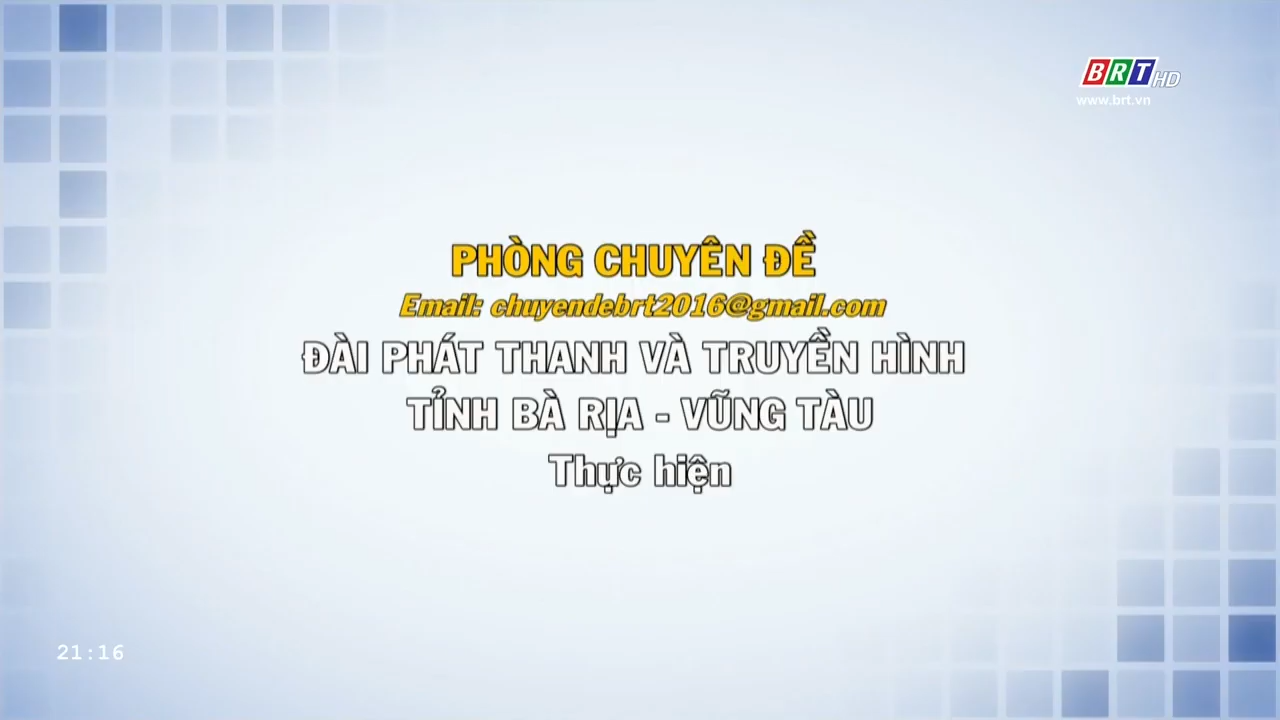 BRT HD
www.brt.vn
PHÒNG CHUYÊN ĐỀ
Email: chuyendebrt2016@gmail.com
ĐÀI PHÁT THANH VÀ TRUYỀN HÌNH
TỈNH BÀ RỊA - VŨNG TÀU
Thực hiện
21:16